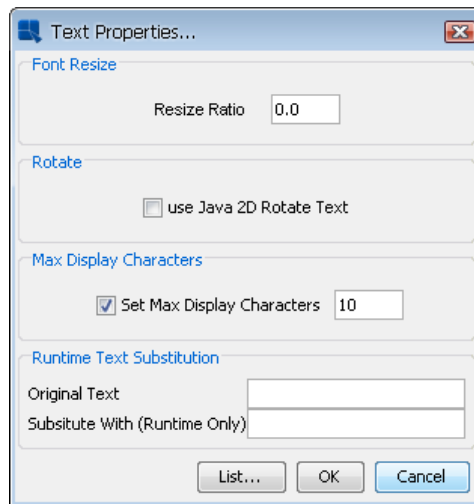 Text Properties...
Font Resize
Resize Ratio 0.0
Rotate
use Java 2D Rotate Text
Max Display Characters
Set Max Display Characters 10
Runtime Text Substitution
Original Text
Subsitute With (Runtime Only)
List... OK Cancel